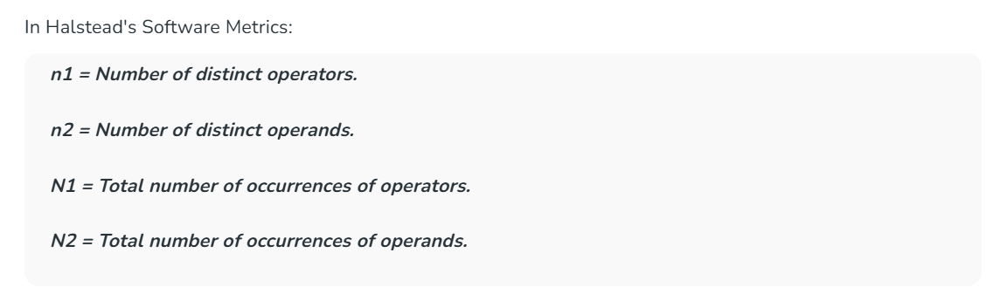 In Halstead's Software Metrics:
n1 = Number of distinct operators.
n2 = Number of distinct operands.
N1 = Total number of occurrences of operators.
N2 = Total number of occurrences of operands.